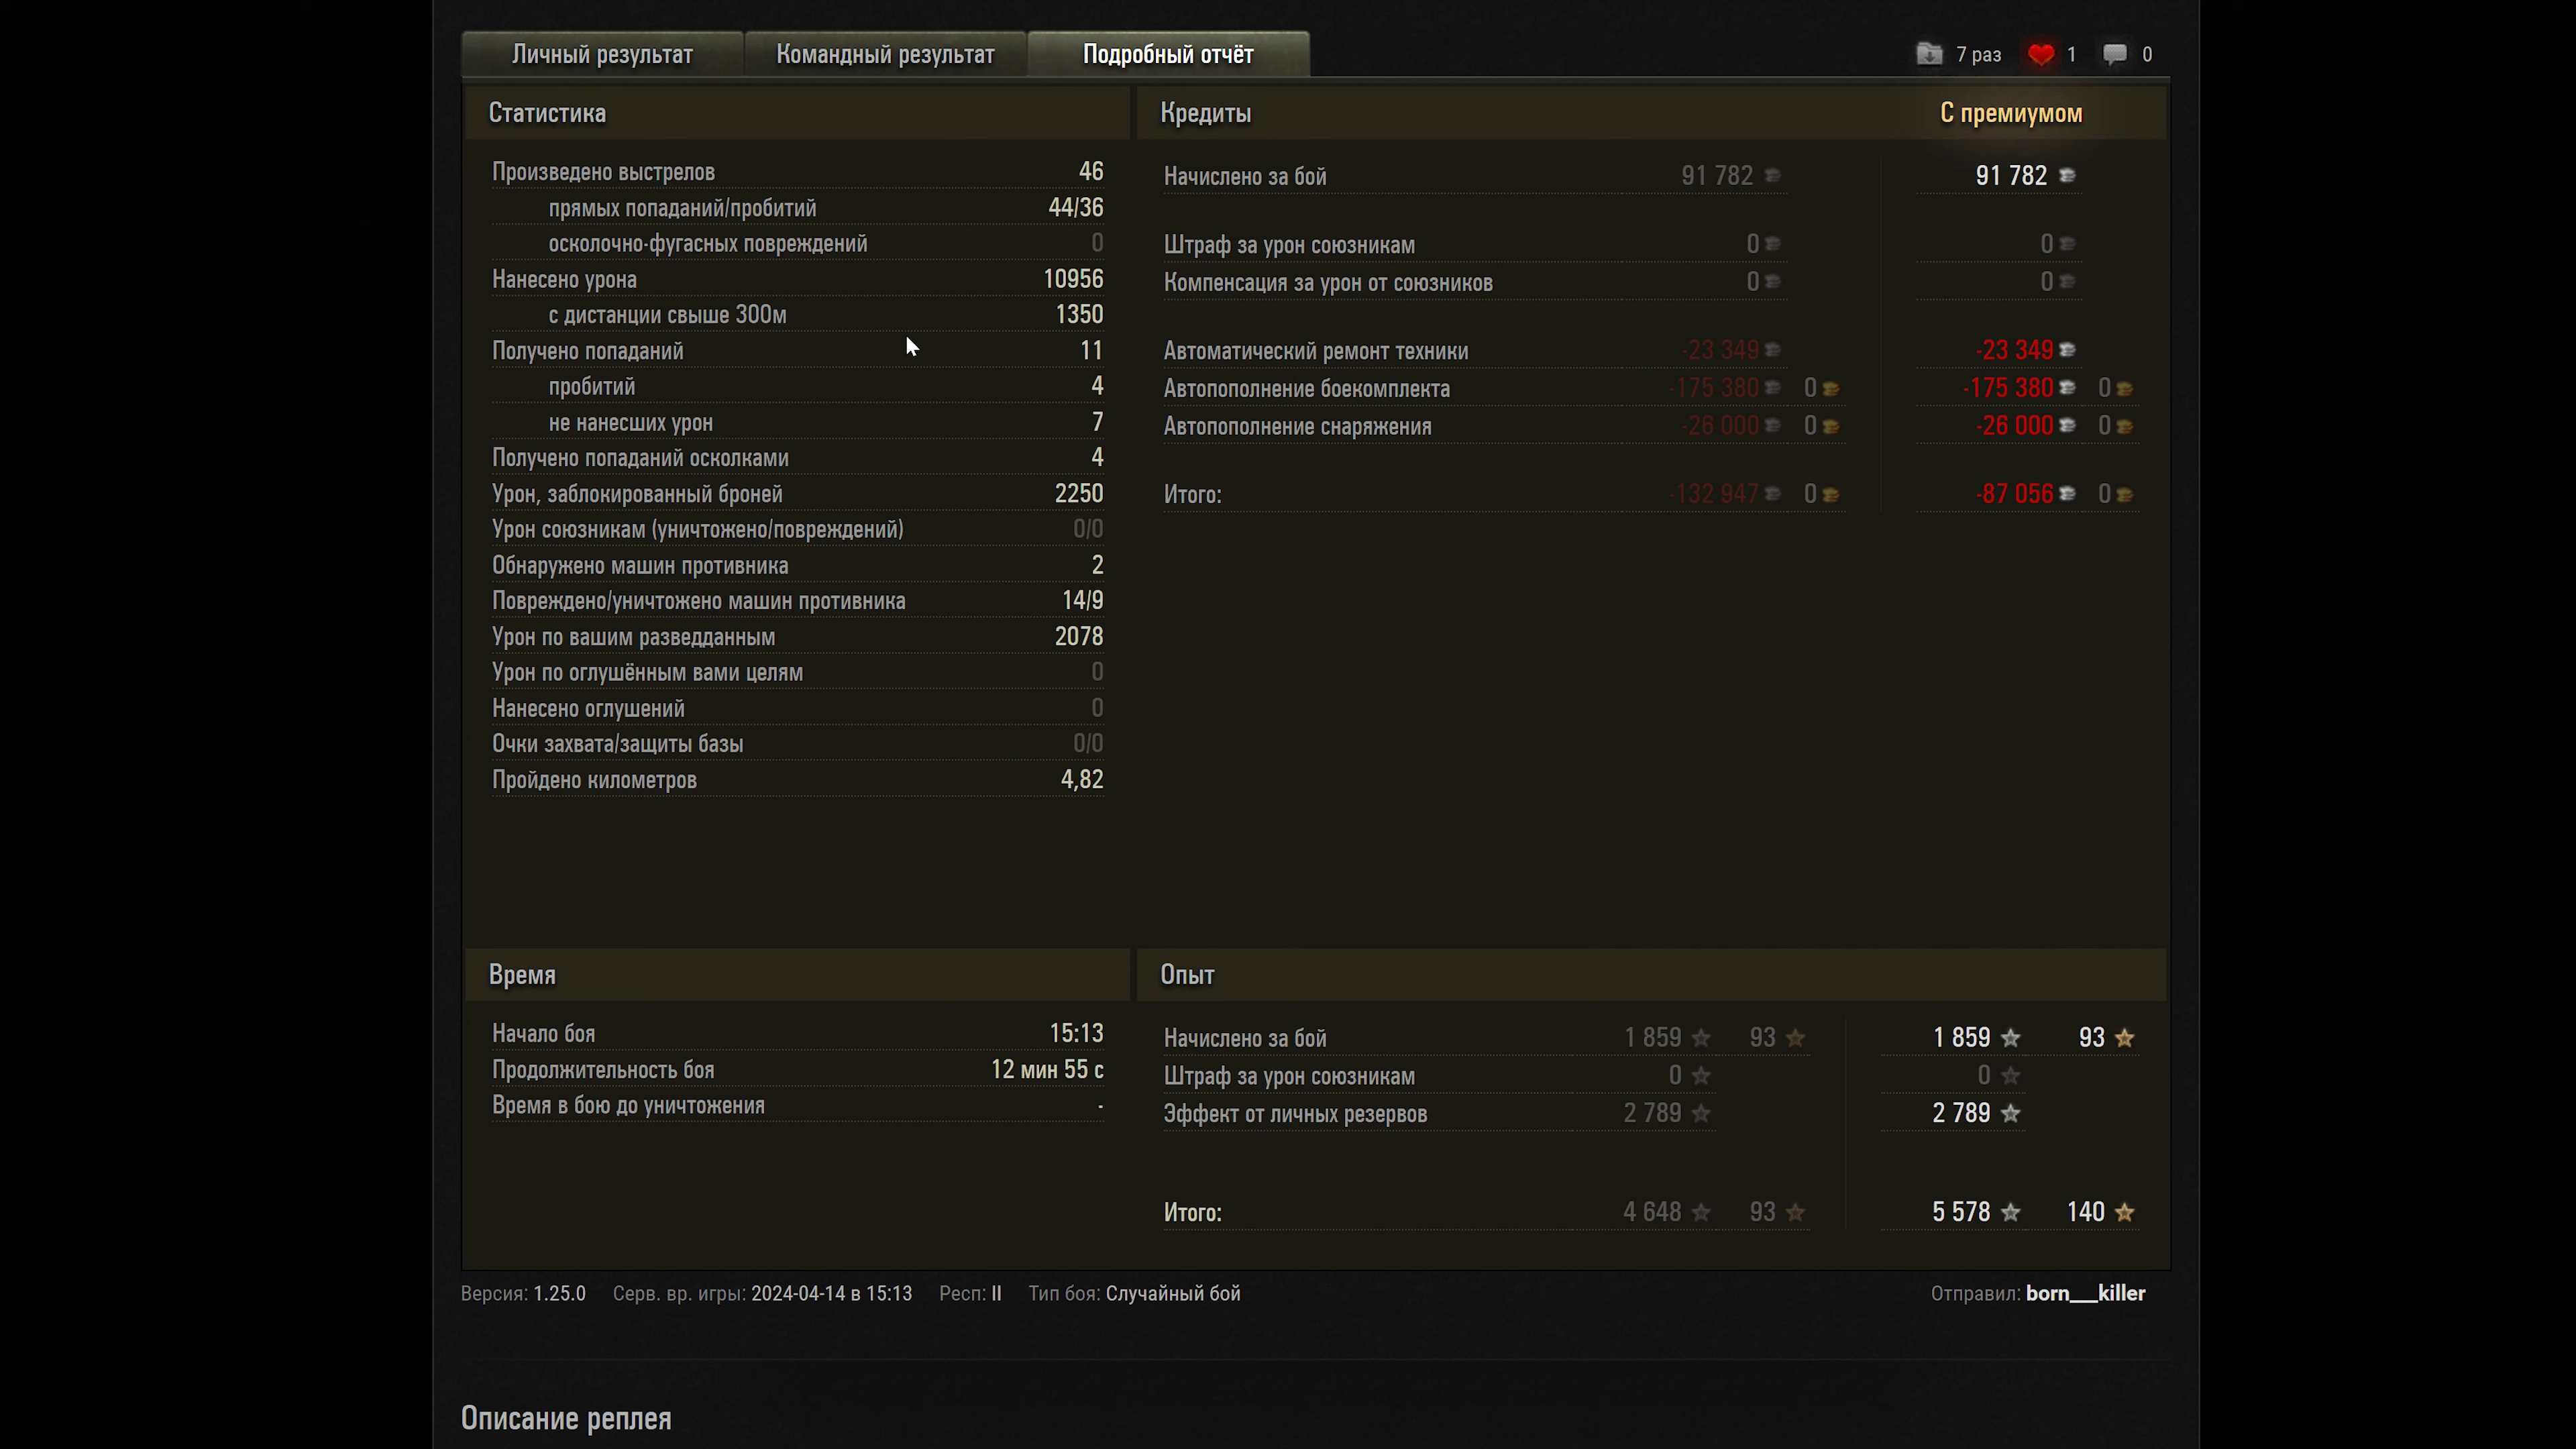 Личный результат Командный результат Подробный отчёт 7 раз 1 0
Статистика
Произведено выстрелов 46
прямых попаданий/пробитий 44/36
осколочно-фугасных повреждений 0
Нанесено урона 10956
с дистанции свыше 300м 1350
Получено попаданий 11
пробитий 4
не нанесших урон 7
Получено попаданий осколками 4
Урон, заблокированный броней 2250
Урон союзникам (уничтожено/повреждений) 0/0
Обнаружено машин противника 2
Повреждено/уничтожено машин противника 14/9
Урон по вашим разведданным 2078
Урон по оглушённым вами целям 0
Нанесено оглушений 0
Очки захвата/защиты базы 0/0
Пройдено километров 4,82
Кредиты С премиумом
Начислено за бой 91 782 91 782
Штраф за урон союзникам 0 0
Компенсация за урон от союзников 0 0
Автоматический ремонт техники -23 349 -23 349
Автопополнение боекомплекта -175 380 0 -175 380 0
Автопополнение снаряжения -26 000 0 -26 000 0
Итого: -132 947 0 -87 056 0
Время
Начало боя 15:13
Продолжительность боя 12 мин 55 с
Время в бою до уничтожения -
Опыт
Начислено за бой 1 859 93 1 859 93
Штраф за урон союзникам 0 0
Эффект от личных резервов 2 789 2 789
Итого: 4 648 93 5 578 140
Версия: 1.25.0 Серв. вр. игры: 2024-04-14 в 15:13 Респ: II Тип боя: Случайный бой Отправил: born___killer
Описание реплея